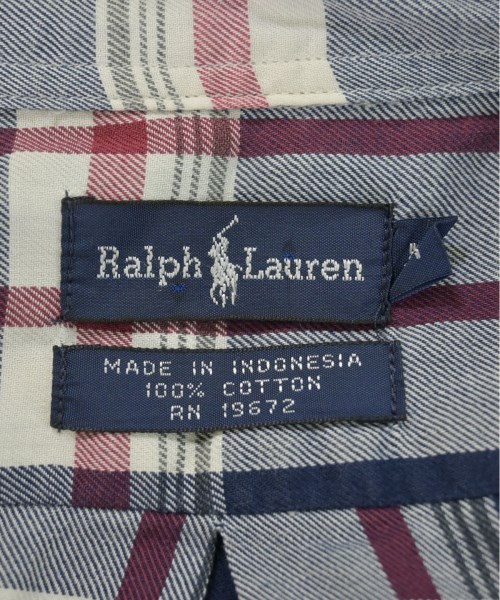 Ralph Lauren
MADE IN INDONESIA
100% COTTON
RN 19672